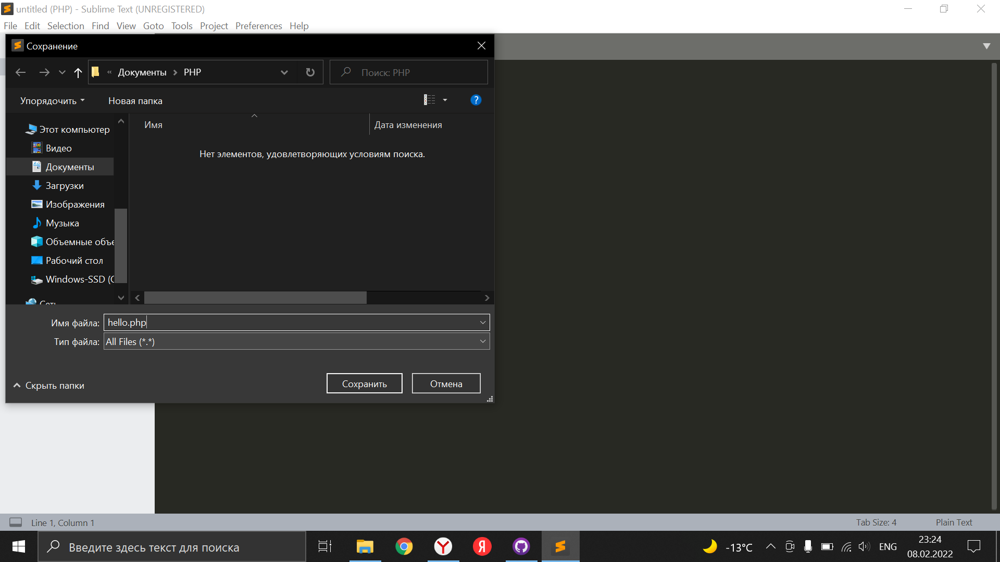 untitled (PHP) - Sublime Text (UNREGISTERED)
File Edit Selection Find View Goto Tools Project Preferences Help
Сохранение
« Документы > PHP
Поиск: PHP
Упорядочить
Новая папка
Имя
Дата изменения
Нет элементов, удовлетворяющих условиям поиска.
Этот компьютер
Видео
Документы
Загрузки
Изображения
Музыка
Объемные объе
Рабочий стол
Windows-SSD (C
Сеть
Имя файла: hello.php
Тип файла: All Files (*.*)
Скрыть папки
Сохранить
Отмена
Line 1, Column 1
Tab Size: 4
Plain Text
Введите здесь текст для поиска
-13°C
ENG
23:24
08.02.2022